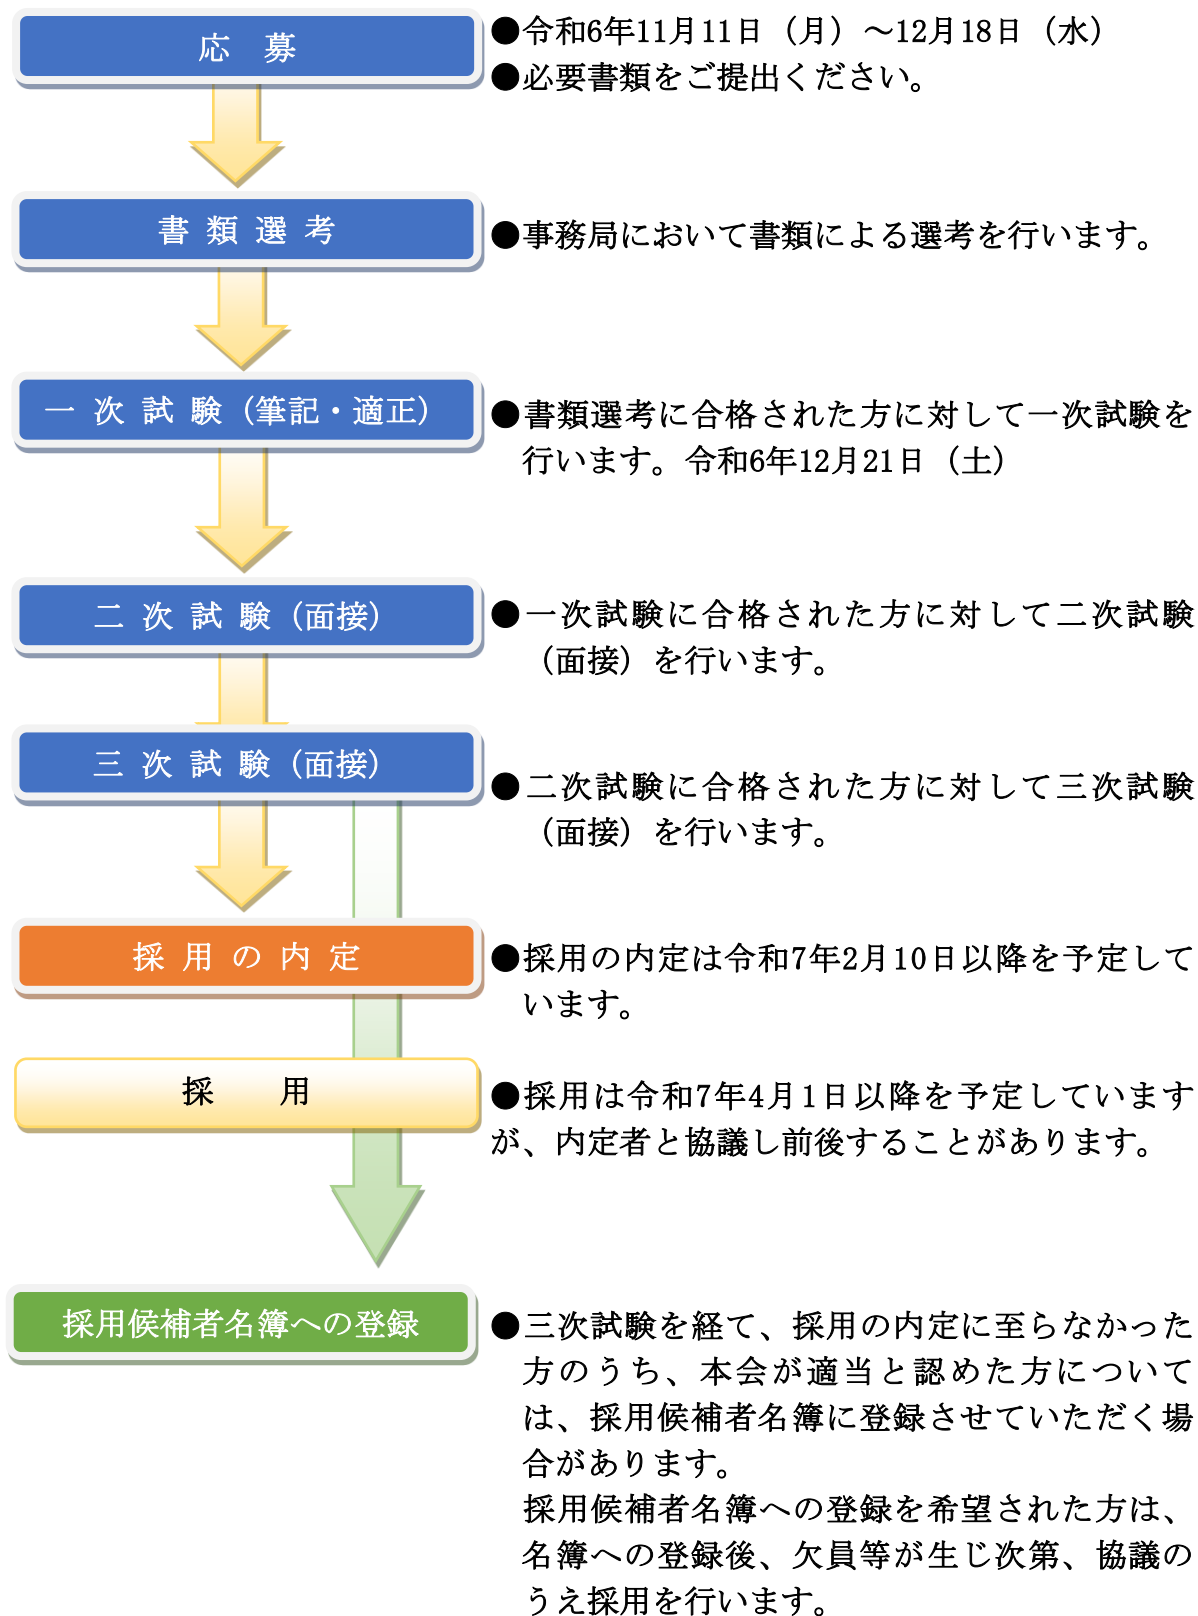 応　募
●令和6年11月11日（月）～12月18日（水）
●必要書類をご提出ください。
書 類 選 考
●事務局において書類による選考を行います。
一 次 試 験（筆記・適正）
●書類選考に合格された方に対して一次試験を
行います。令和6年12月21日（土）
二 次 試 験（面接）
●一次試験に合格された方に対して二次試験
（面接）を行います。
三 次 試 験（面接）
●二次試験に合格された方に対して三次試験
（面接）を行います。
採 用 の 内 定
●採用の内定は令和7年2月10日以降を予定して
います。
採　　用
●採用は令和7年4月1日以降を予定しています
が、内定者と協議し前後することがあります。
採用候補者名簿への登録
●三次試験を経て、採用の内定に至らなかった
方のうち、本会が適当と認めた方について
は、採用候補者名簿に登録させていただく場
合があります。
採用候補者名簿への登録を希望された方は、
名簿への登録後、欠員等が生じ次第、協議の
うえ採用を行います。